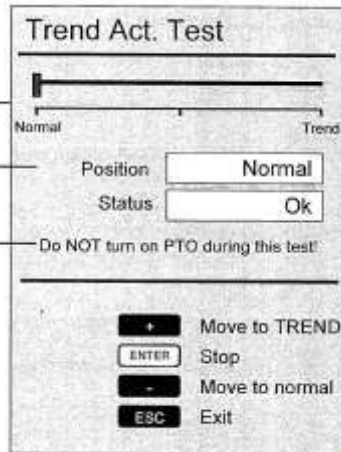 Trend Act. Test
Normal Trend
Position Normal
Status Ok
Do NOT turn on PTO during this test!
+ Move to TREND
ENTER Stop
- Move to normal
ESC Exit